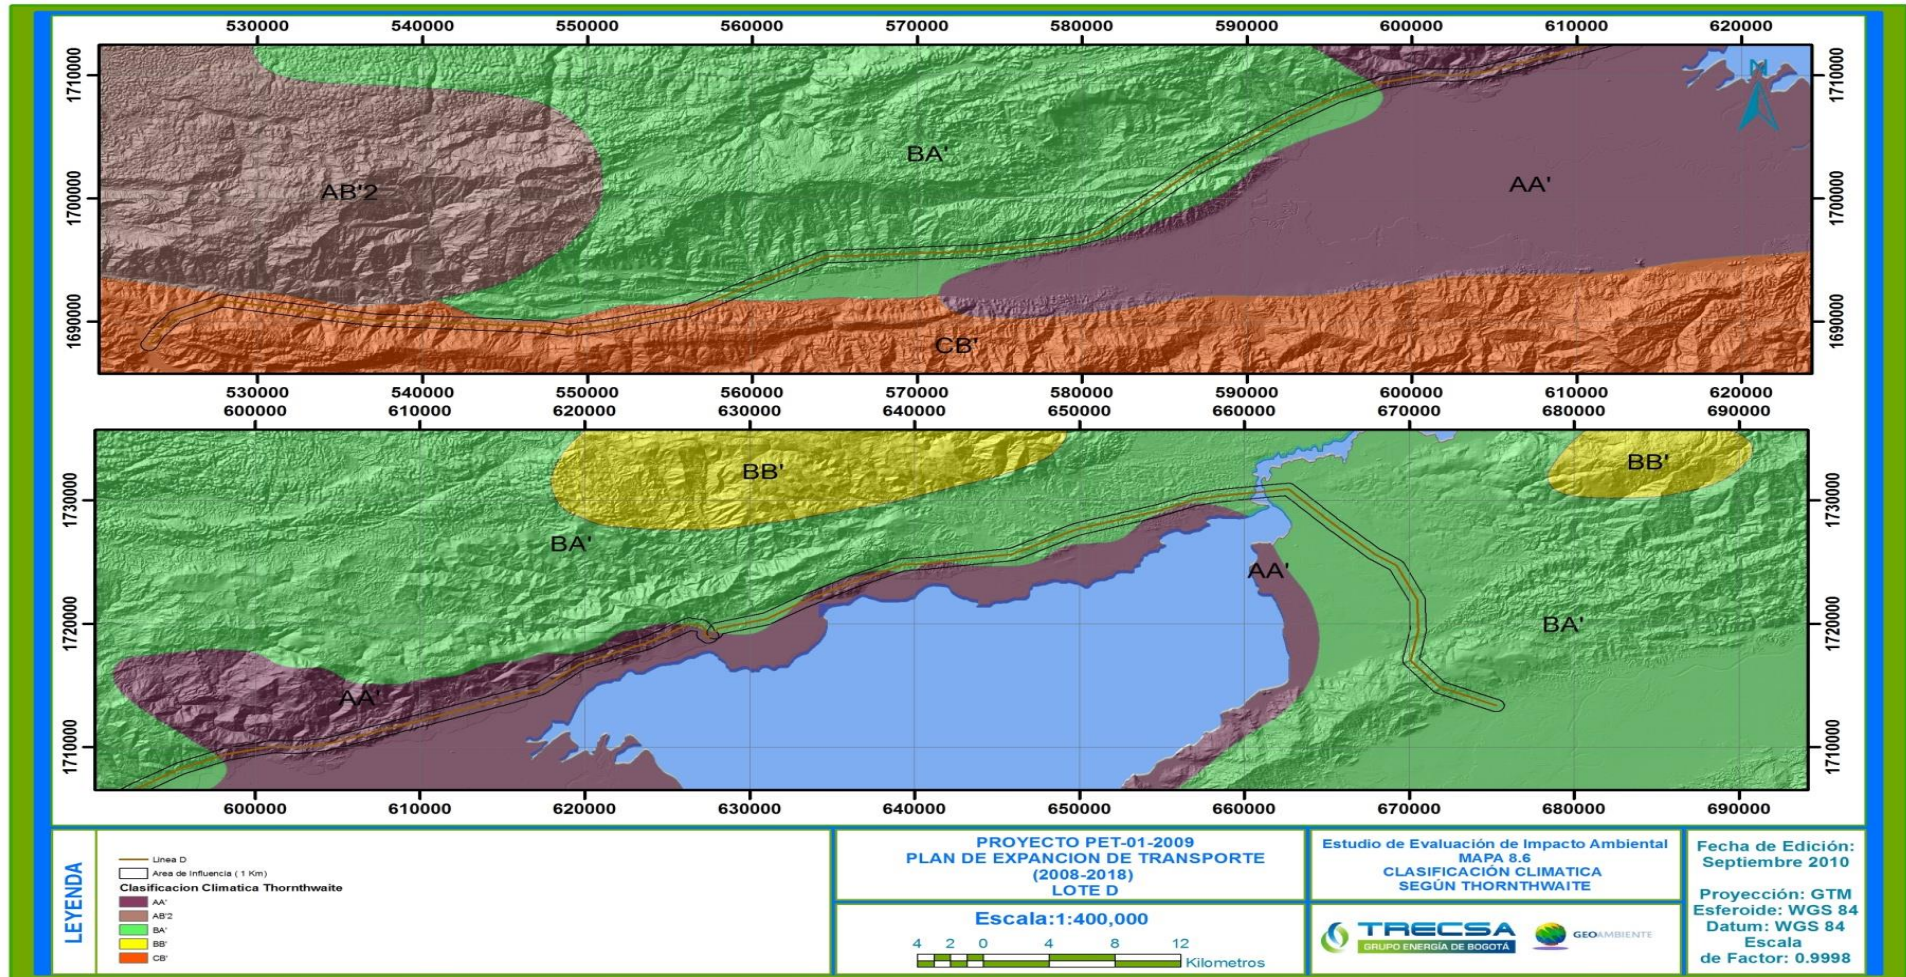 530000 540000 550000 560000 570000 580000 590000 600000 610000 620000
1710000 1710000
N
BA'
AB'2 AA'
1700000 1700000
1690000 1690000
CB'
530000 540000 550000 560000 570000 580000 590000 600000 610000 620000
600000 610000 620000 630000 640000 650000 660000 670000 680000 690000
BB' BB'
1730000 1730000
BA'
AA'
1720000 BA' 1720000
AA'
1710000 1710000
600000 610000 620000 630000 640000 650000 660000 670000 680000 690000
LEYENDA
Linea D
Area de Influencia ( 1 Km)
Clasificacion Climatica Thornthwaite
AA'
AB'2
BA'
BB'
CB'
PROYECTO PET-01-2009
PLAN DE EXPANCION DE TRANSPORTE
(2008-2018)
LOTE D
Escala:1:400,000
4 2 0 4 8 12
Kilometros
Estudio de Evaluación de Impacto Ambiental
MAPA 8.6
CLASIFICACIÓN CLIMATICA
SEGÚN THORNTHWAITE
TRECSA
GRUPO ENERGÍA DE BOGOTÁ
GEOAMBIENTE
Fecha de Edición:
Septiembre 2010
Proyección: GTM
Esferoide: WGS 84
Datum: WGS 84
Escala
de Factor: 0.9998